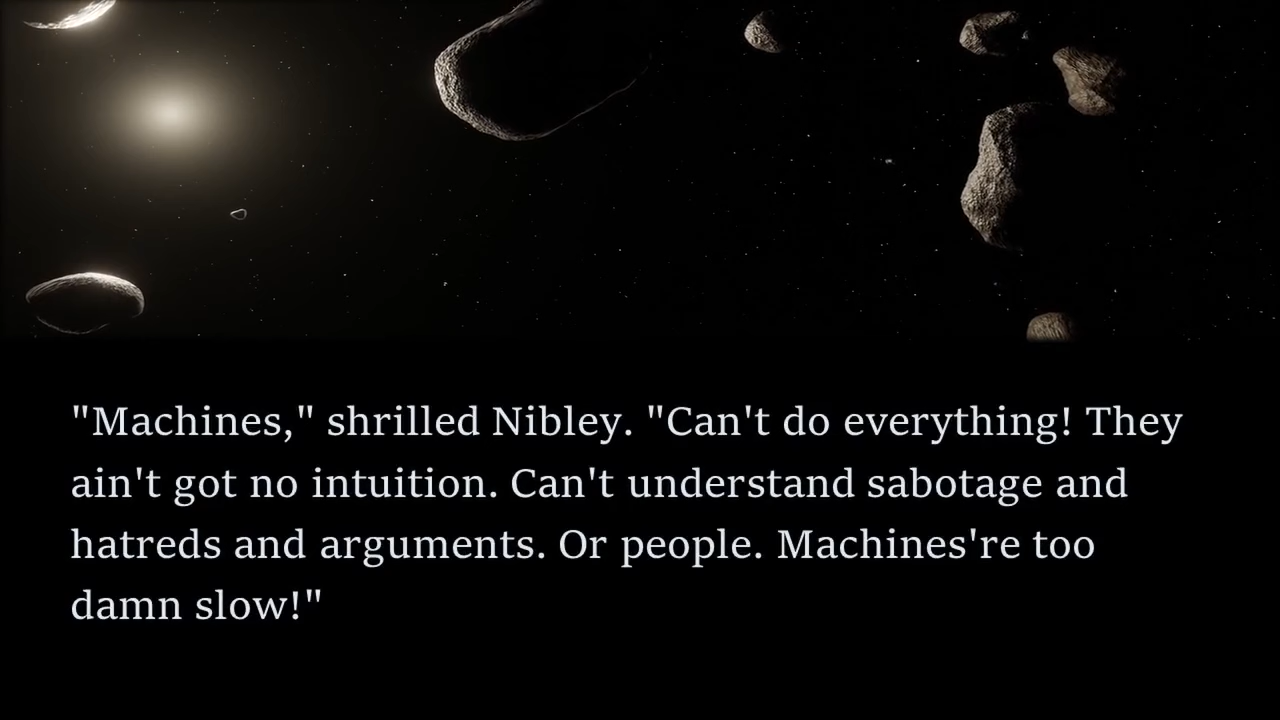 "Machines," shrilled Nibley. "Can't do everything! They
ain't got no intuition. Can't understand sabotage and
hatreds and arguments. Or people. Machines're too
damn slow!"